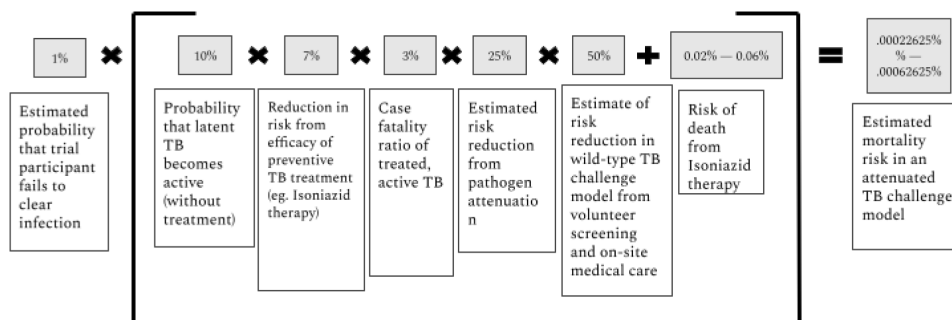 1%
✖
10%
✖
7%
✖
3%
✖
25%
✖
50%
+
0.02% — 0.06%
=
.00022625%
% —
.00062625%
Estimated
probability
that trial
participant
fails to
clear
infection
Probability
that latent
TB
becomes
active
(without
treatment)
Reduction in
risk from
efficacy of
preventive
TB treatment
(eg. Isoniazid
therapy)
Case
fatality
ratio of
treated,
active TB
Estimated
risk
reduction
from
pathogen
attenuatio
n
Estimate of
risk
reduction in
wild-type TB
challenge
model from
volunteer
screening
and on-site
medical care
Risk of
death
from
Isoniazid
therapy
Estimated
mortality
risk in an
attenuated
TB challenge
model